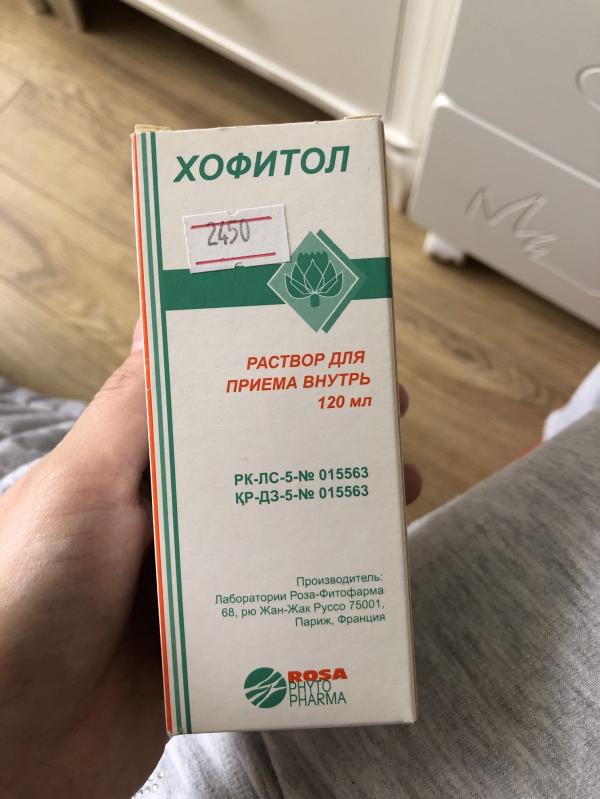 ХОФИТОЛ
2450
РАСТВОР ДЛЯ
ПРИЕМА ВНУТРЬ
120 мл
РК-ЛС-5-№ 015563
ҚР-ДЗ-5-№ 015563
Производитель:
Лаборатории Роза-Фитофарма
68, рю Жан-Жак Руссо 75001,
Париж, Франция
ROSA
PHYTO
PHARMA